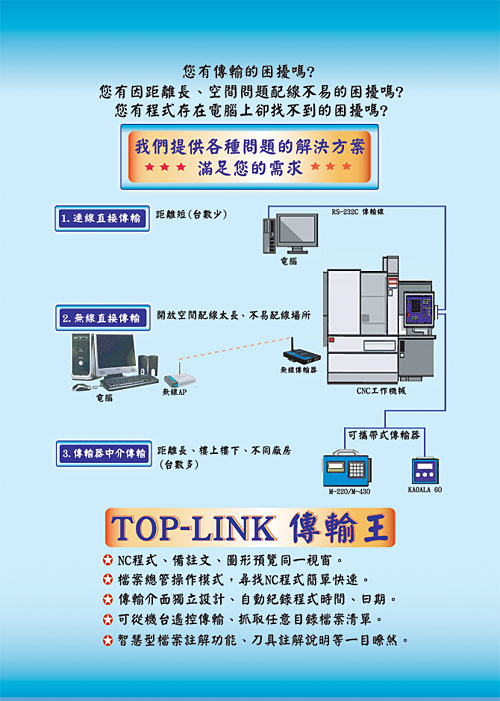 您有傳輸的困擾嗎?
您有因距離長、空間問題配線不易的困擾嗎?
您有程式存在電腦上卻找不到的困擾嗎?
我們提供各種問題的解決方案
滿足您的需求
1.連線直接傳輸
距離短(台數少)
RS-232C 傳輸線
電腦
2.無線直接傳輸
開放空間配線太長、不易配線場所
電腦
無線AP
無線傳輸器
CNC工作機械
3.傳輸器中介傳輸
距離長、樓上樓下、不同廠房
(台數多)
可攜帶式傳輸器
M-220/M-430
KAOALA 60
TOP-LINK 傳輸王
NC程式、備註文、圖形預覽同一視窗。
檔案總管操作模式,尋找NC程式簡單快速。
傳輸介面獨立設計、自動紀錄程式時間、日期。
可從機台遙控傳輸、抓取任意目錄檔案清單。
智慧型檔案註解功能、刀具註解說明等一目瞭然。